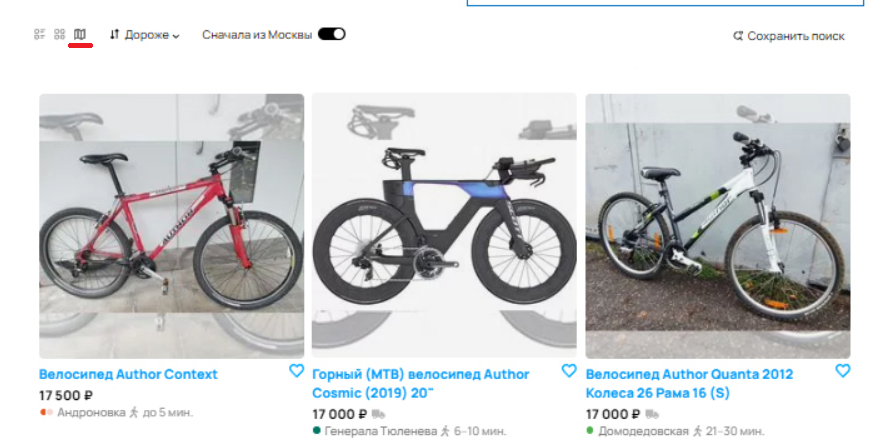 Дороже
Сначала из Москвы
Сохранить поиск
AUTHOR
Велосипед Author Context
17 500 ₽
Андроновка до 5 мин.
Горный (MTB) велосипед Author
Cosmic (2019) 20"
17 000 ₽
Генерала Тюленева 6–10 мин.
Велосипед Author Quanta 2012
Колеса 26 Рама 16 (S)
17 000 ₽
Домодедовская 21–30 мин.